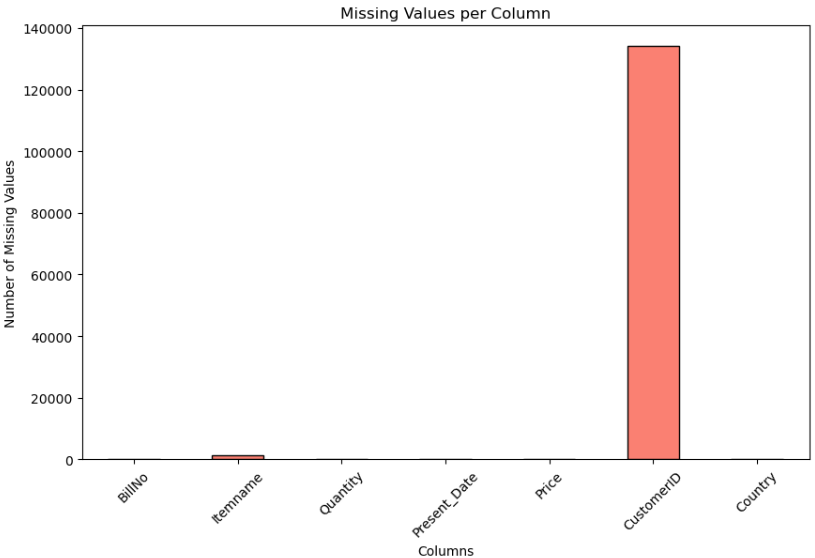 Missing Values per Column
Number of Missing Values
140000
120000
100000
80000
60000
40000
20000
0
BillNo
Itemname
Quantity
Present_Date
Price
CustomerID
Country
Columns